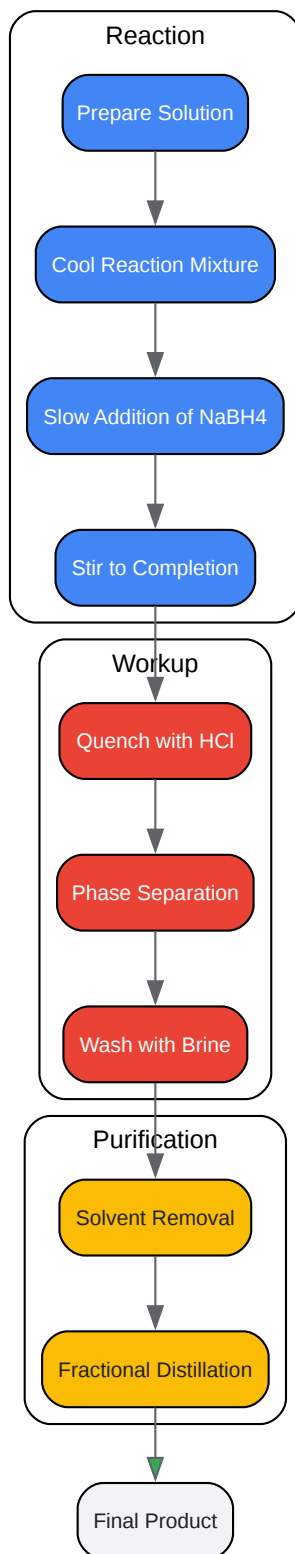 Reaction
Prepare Solution
Cool Reaction Mixture
Slow Addition of NaBH4
Stir to Completion
Workup
Quench with HCl
Phase Separation
Wash with Brine
Purification
Solvent Removal
Fractional Distillation
Final Product